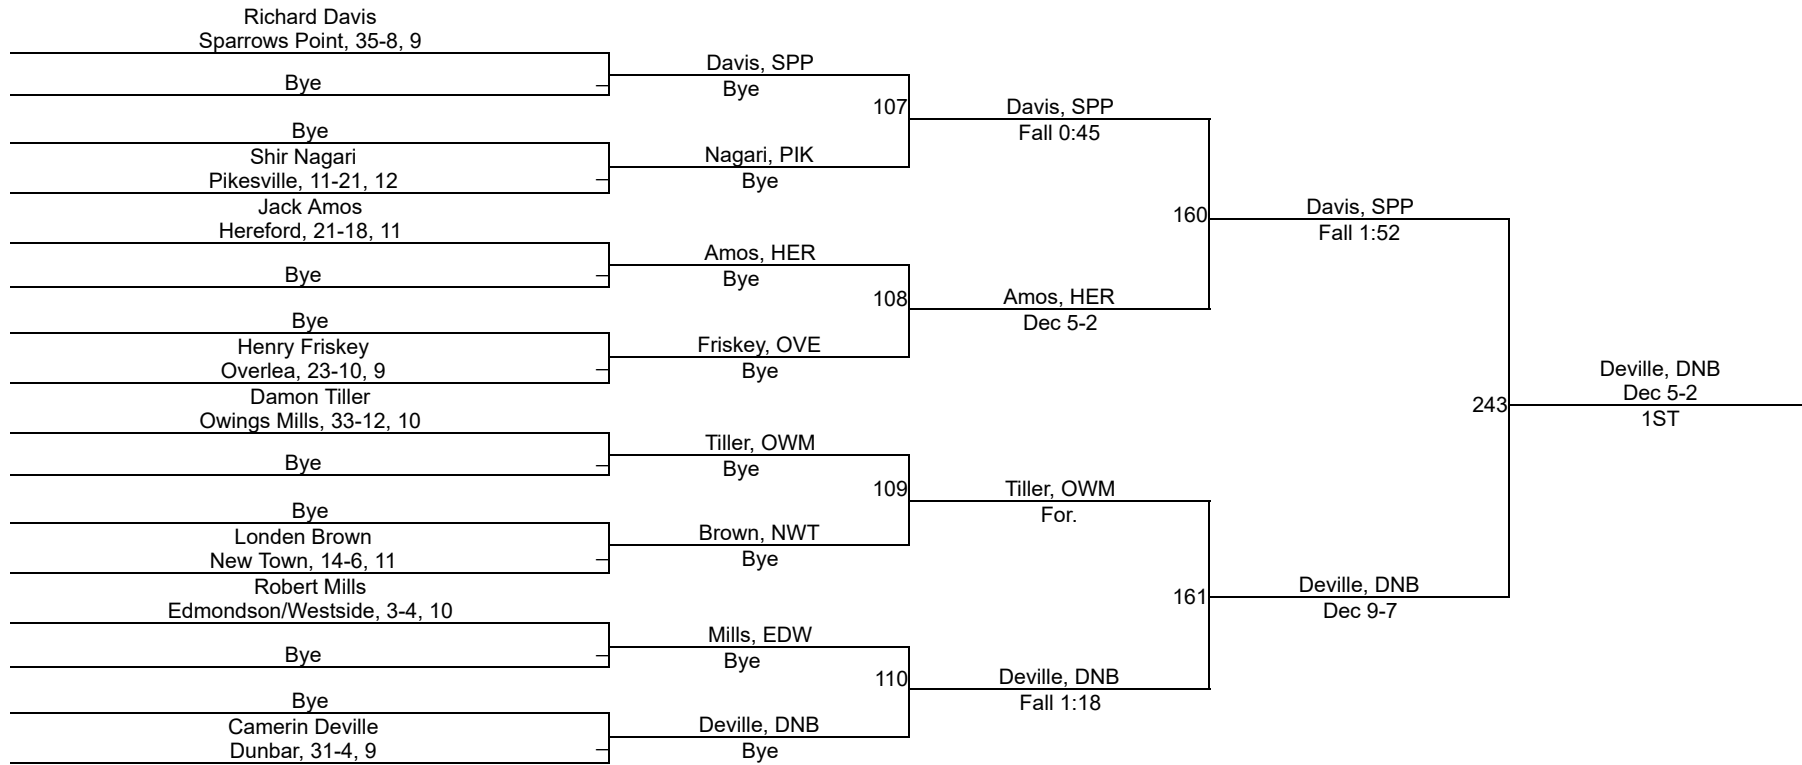 Richard Davis
Sparrows Point, 35-8, 9
Bye
Bye
Shir Nagari
Pikesville, 11-21, 12
Jack Amos
Hereford, 21-18, 11
Bye
Bye
Henry Friskey
Overlea, 23-10, 9
Damon Tiller
Owings Mills, 33-12, 10
Bye
Bye
Londen Brown
New Town, 14-6, 11
Robert Mills
Edmondson/Westside, 3-4, 10
Bye
Bye
Camerin Deville
Dunbar, 31-4, 9
Davis, SPP
Bye
107
Nagari, PIK
Bye
Amos, HER
Bye
108
Friskey, OVE
Bye
Tiller, OWM
Bye
109
Brown, NWT
Bye
Mills, EDW
Bye
110
Deville, DNB
Bye
Davis, SPP
Fall 0:45
160
Amos, HER
Dec 5-2
Tiller, OWM
For.
161
Deville, DNB
Fall 1:18
Davis, SPP
Fall 1:52
243
Deville, DNB
Dec 9-7
Deville, DNB
Dec 5-2
1ST